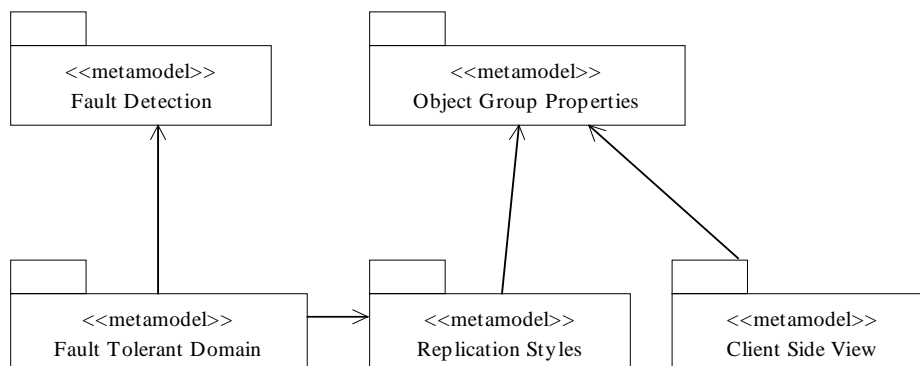 <<metamodel>>
Fault Detection
<<metamodel>>
Object Group Properties
<<metamodel>>
Fault Tolerant Domain
<<metamodel>>
Replication Styles
<<metamodel>>
Client Side View